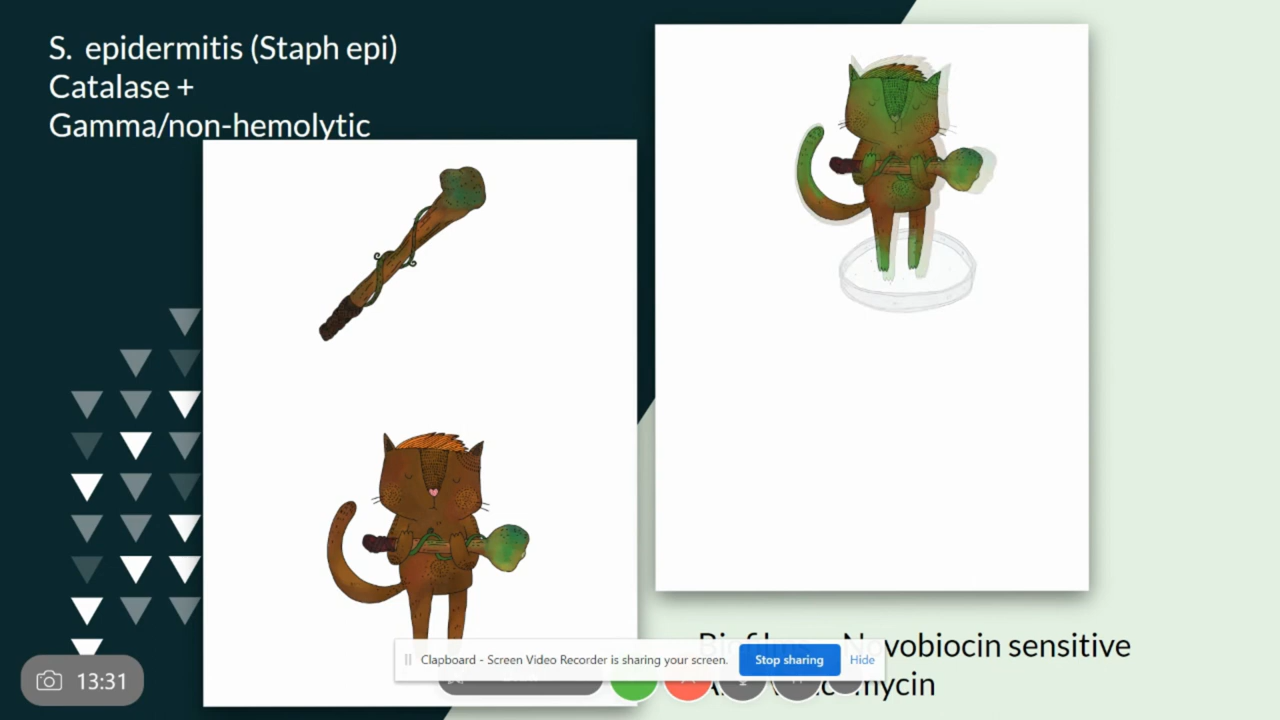 S. epidermitis (Staph epi)
Catalase +
Gamma/non-hemolytic
Novobiocin sensitive
Clapboard - Screen Video Recorder is sharing your screen.
Stop sharing
Hide
13:31